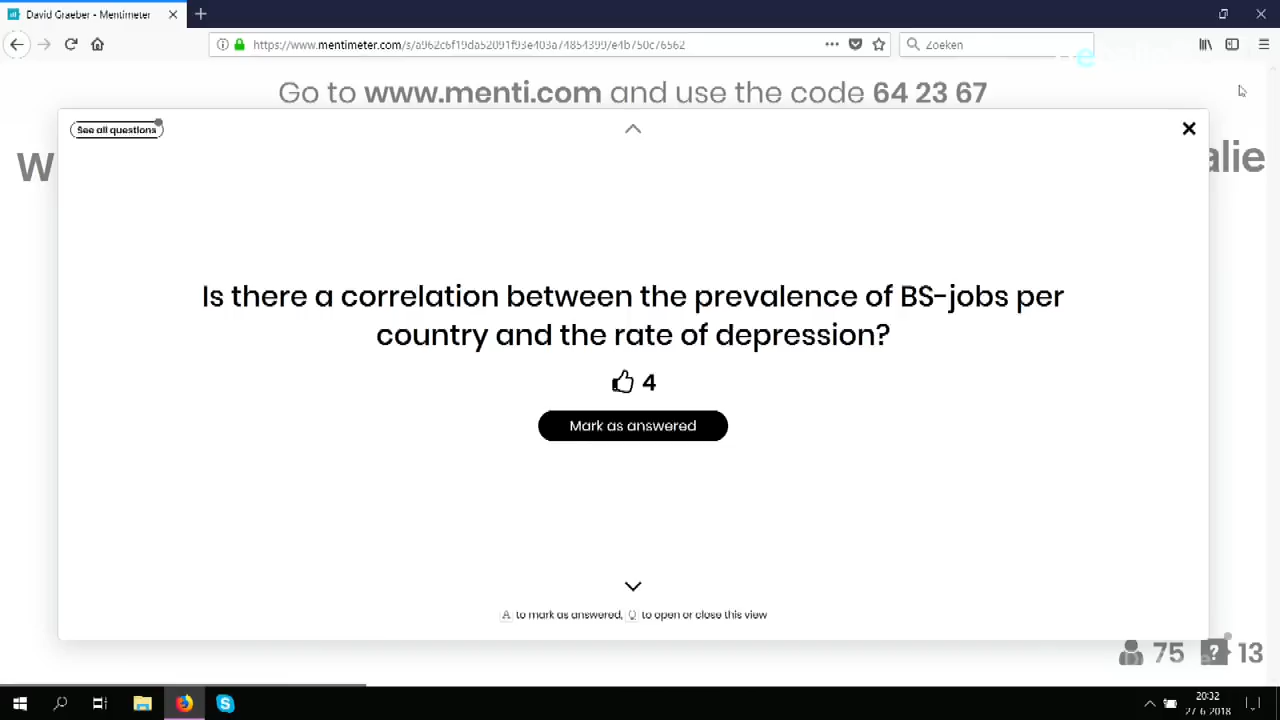 David Graeber - Mentimeter
https://www.mentimeter.com/s/a962c6f19da52091f93e403a74854399/e4b750c76562
Zoeken
Go to www.menti.com and use the code 64 23 67
See all questions
W
alie
Is there a correlation between the prevalence of BS-jobs per
country and the rate of depression?
4
Mark as answered
A to mark as answered, Q to open or close this view
75 ? 13
20:32
27-6-2018